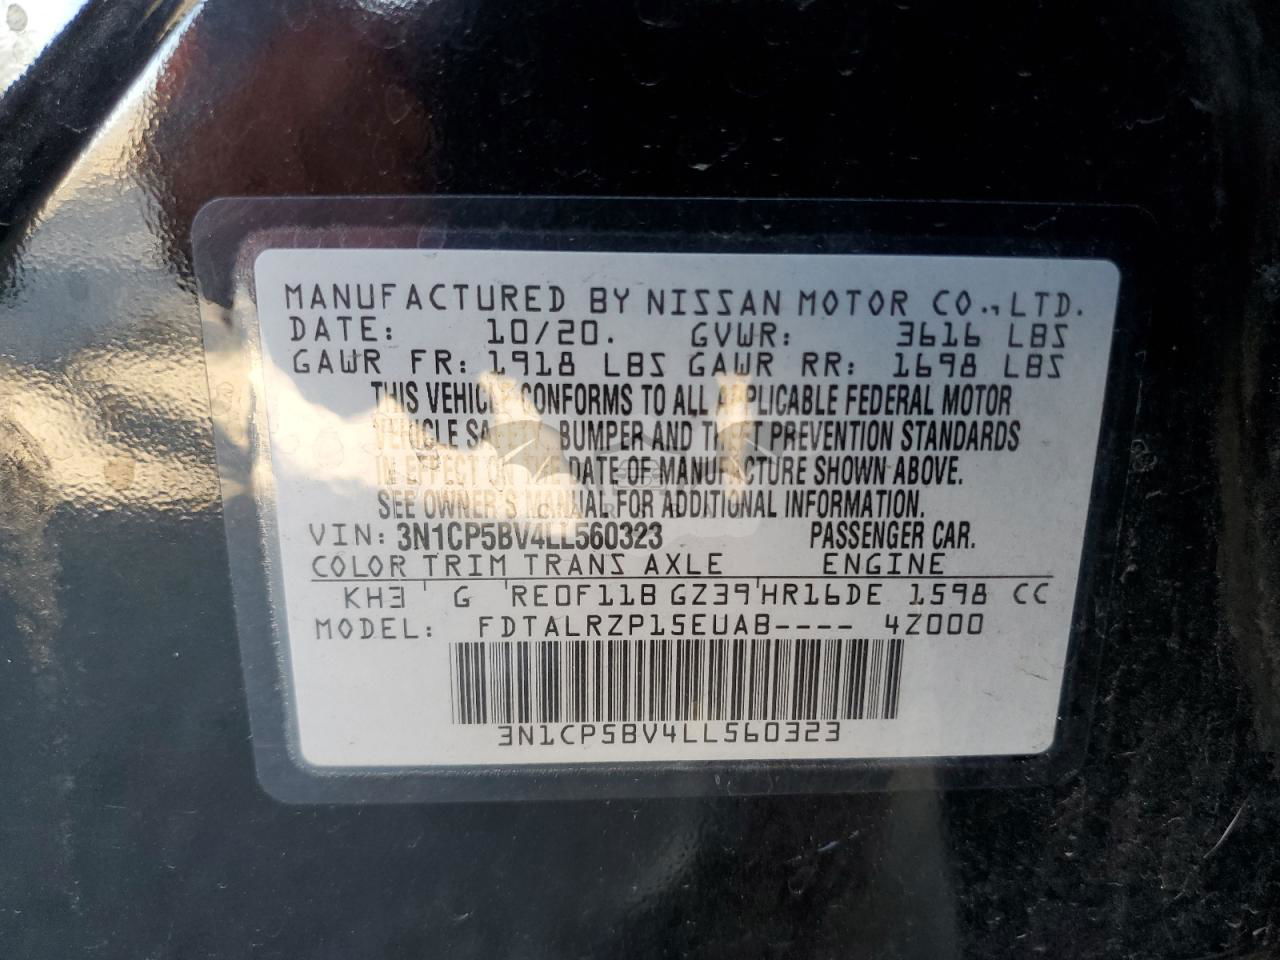 MANUFACTURED BY NISSAN MOTOR CO.,LTD.
DATE: 10/20. GVWR: 3616 LBS
GAWR FR: 1918 LBS GAWR RR: 1698 LBS
THIS VEHICLE CONFORMS TO ALL APPLICABLE FEDERAL MOTOR
VEHICLE SAFETY, BUMPER AND THEFT PREVENTION STANDARDS
IN EFFECT ON THE DATE OF MANUFACTURE SHOWN ABOVE.
SEE OWNER'S MANUAL FOR ADDITIONAL INFORMATION.
VIN: 3N1CP5BV4LL560323 PASSENGER CAR.
COLOR TRIM TRANS AXLE ENGINE
KH3 ' G ' RE0F11B GZ39 ' HR16DE 1598 CC
MODEL: FDTALRZP15EUAB---- 4Z000
3N1CP5BV4LL560323